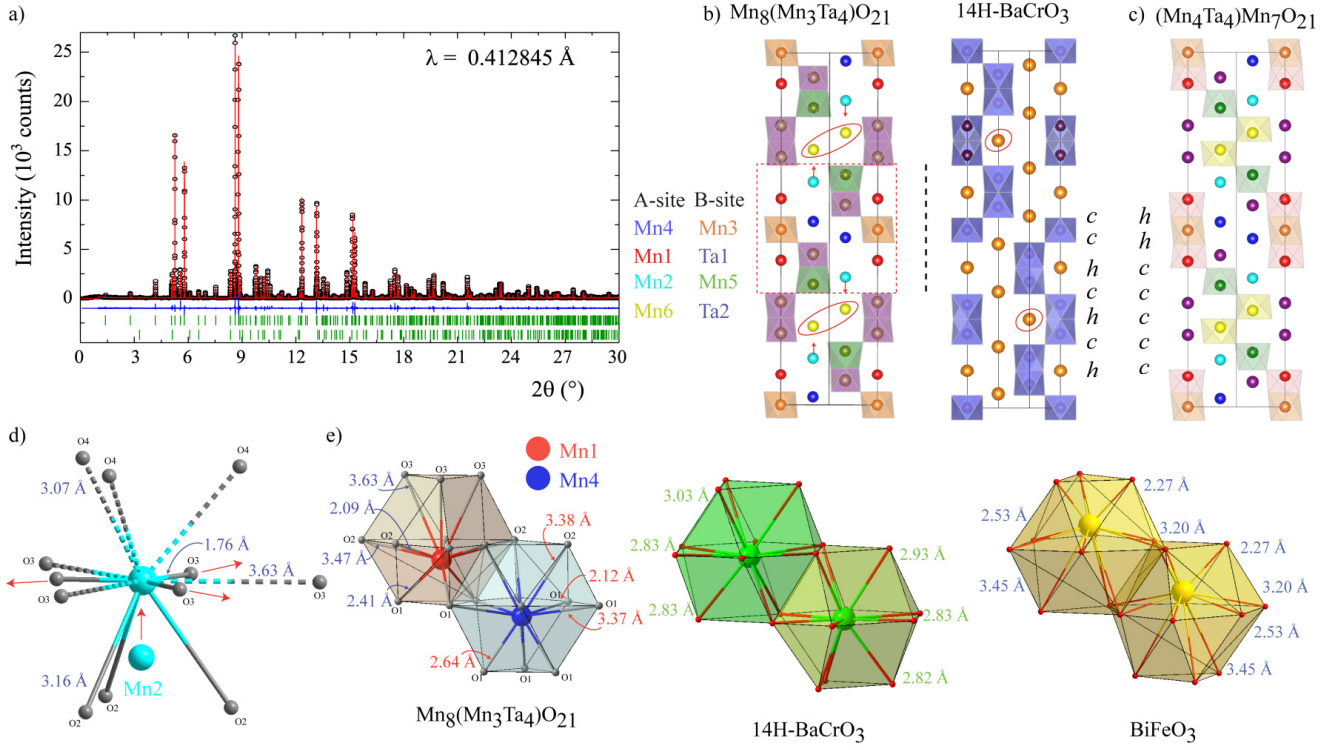 a)
λ = 0.412845 Å
Intensity (10³ counts)
25
20
15
10
5
0
0 3 6 9 12 15 18 21 24 27 30
2θ (°)
b) Mn₈(Mn₃Ta₄)O₂₁
14H-BaCrO₃
A-site B-site
Mn4 Mn3
Mn1 Ta1
Mn2 Mn5
Mn6 Ta2
c
c
h
c
h
c
h
c) (Mn₄Ta₄)Mn₇O₂₁
h
h
c
c
c
c
c
d)
O4
O4
O4
3.07 Å
1.76 Å
O3
O3
3.63 Å
O3
O3
O3
O3
3.16 Å
Mn2
O2
O2
O2
e)
Mn1
Mn4
O3 O3 O3
3.63 Å
2.09 Å
3.38 Å
O2 O2 O2 O2
3.47 Å
2.12 Å
2.41 Å
O1 O1 O1 O1
3.37 Å
2.64 Å
O1 O1 O1
Mn₈(Mn₃Ta₄)O₂₁
3.03 Å
2.83 Å
2.93 Å
2.83 Å
2.83 Å
2.82 Å
14H-BaCrO₃
2.27 Å
2.53 Å
3.20 Å
2.27 Å
3.45 Å
3.20 Å
2.53 Å
3.45 Å
BiFeO₃